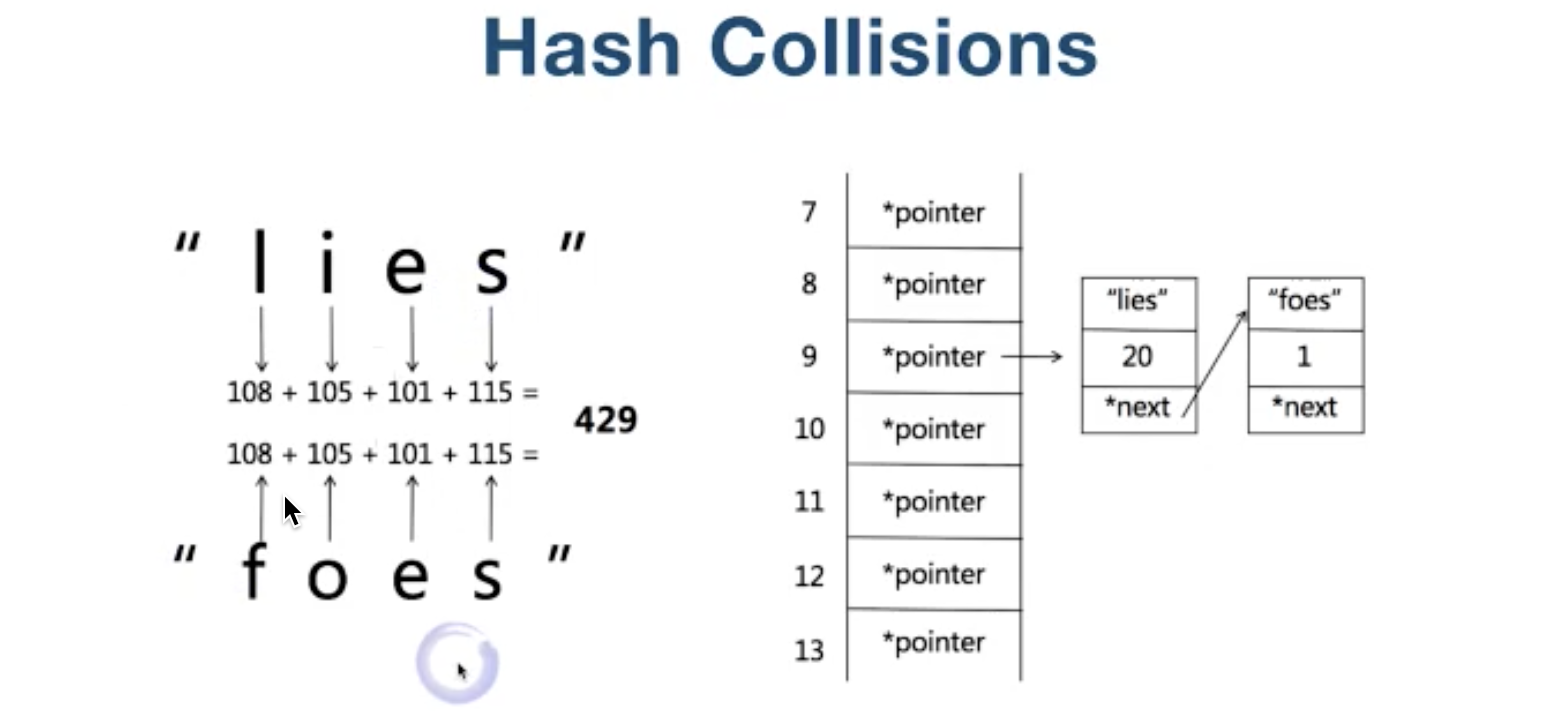 Hash Collisions
“ l i e s ”
108 + 105 + 101 + 115 =
429
108 + 105 + 101 + 115 =
“ f o e s ”
7 *pointer
8 *pointer
9 *pointer
10 *pointer
11 *pointer
12 *pointer
13 *pointer
“lies”
20
*next
“foes”
1
*next